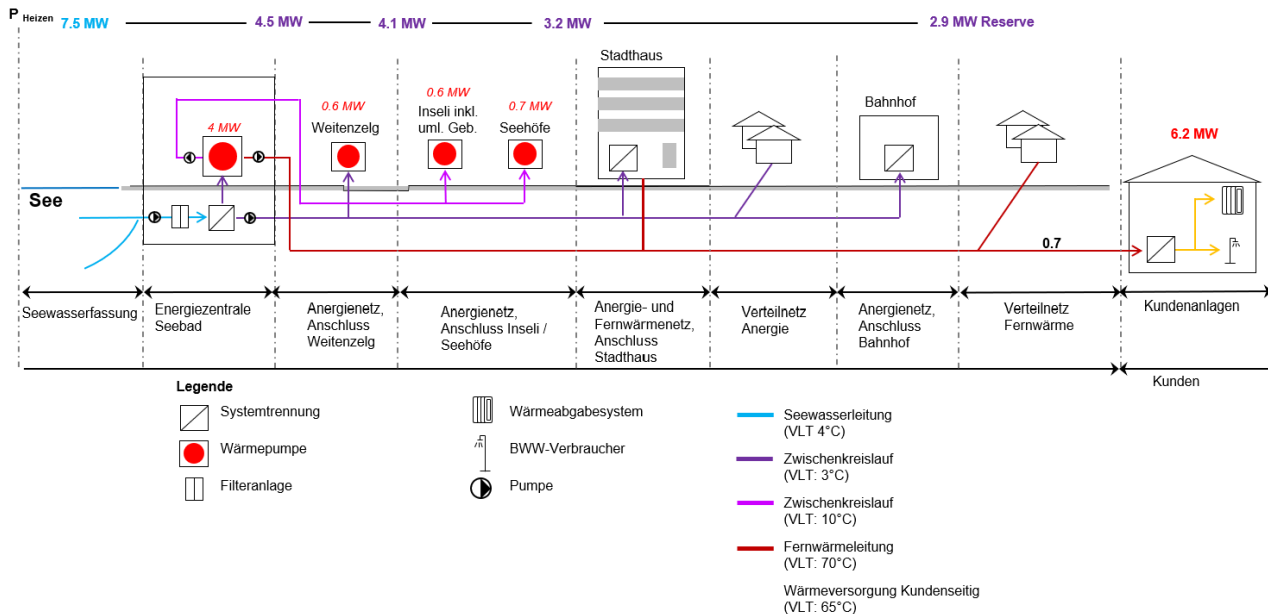 P Heizen
7.5 MW
4.5 MW
4.1 MW
3.2 MW
2.9 MW Reserve
Stadthaus
0.6 MW
0.6 MW
0.7 MW
Weitenzelg
Inseli inkl.
uml. Geb.
Seehöfe
Bahnhof
4 MW
6.2 MW
See
0.7
Seewasserfassung
Energiezentrale
Seebad
Anergienetz,
Anschluss
Weitenzelg
Anergienetz,
Anschluss Inseli /
Seehöfe
Anergie- und
Fernwärmenetz,
Anschluss
Stadthaus
Verteilnetz
Anergie
Anergienetz,
Anschluss
Bahnhof
Verteilnetz
Fernwärme
Kundenanlagen
Kunden
Legende
Systemtrennung
Wärmepumpe
Filteranlage
Wärmeabgabesystem
BWW-Verbraucher
Pumpe
Seewasserleitung
(VLT 4°C)
Zwischenkreislauf
(VLT: 3°C)
Zwischenkreislauf
(VLT: 10°C)
Fernwärmeleitung
(VLT: 70°C)
Wärmeversorgung Kundenseitig
(VLT: 65°C)